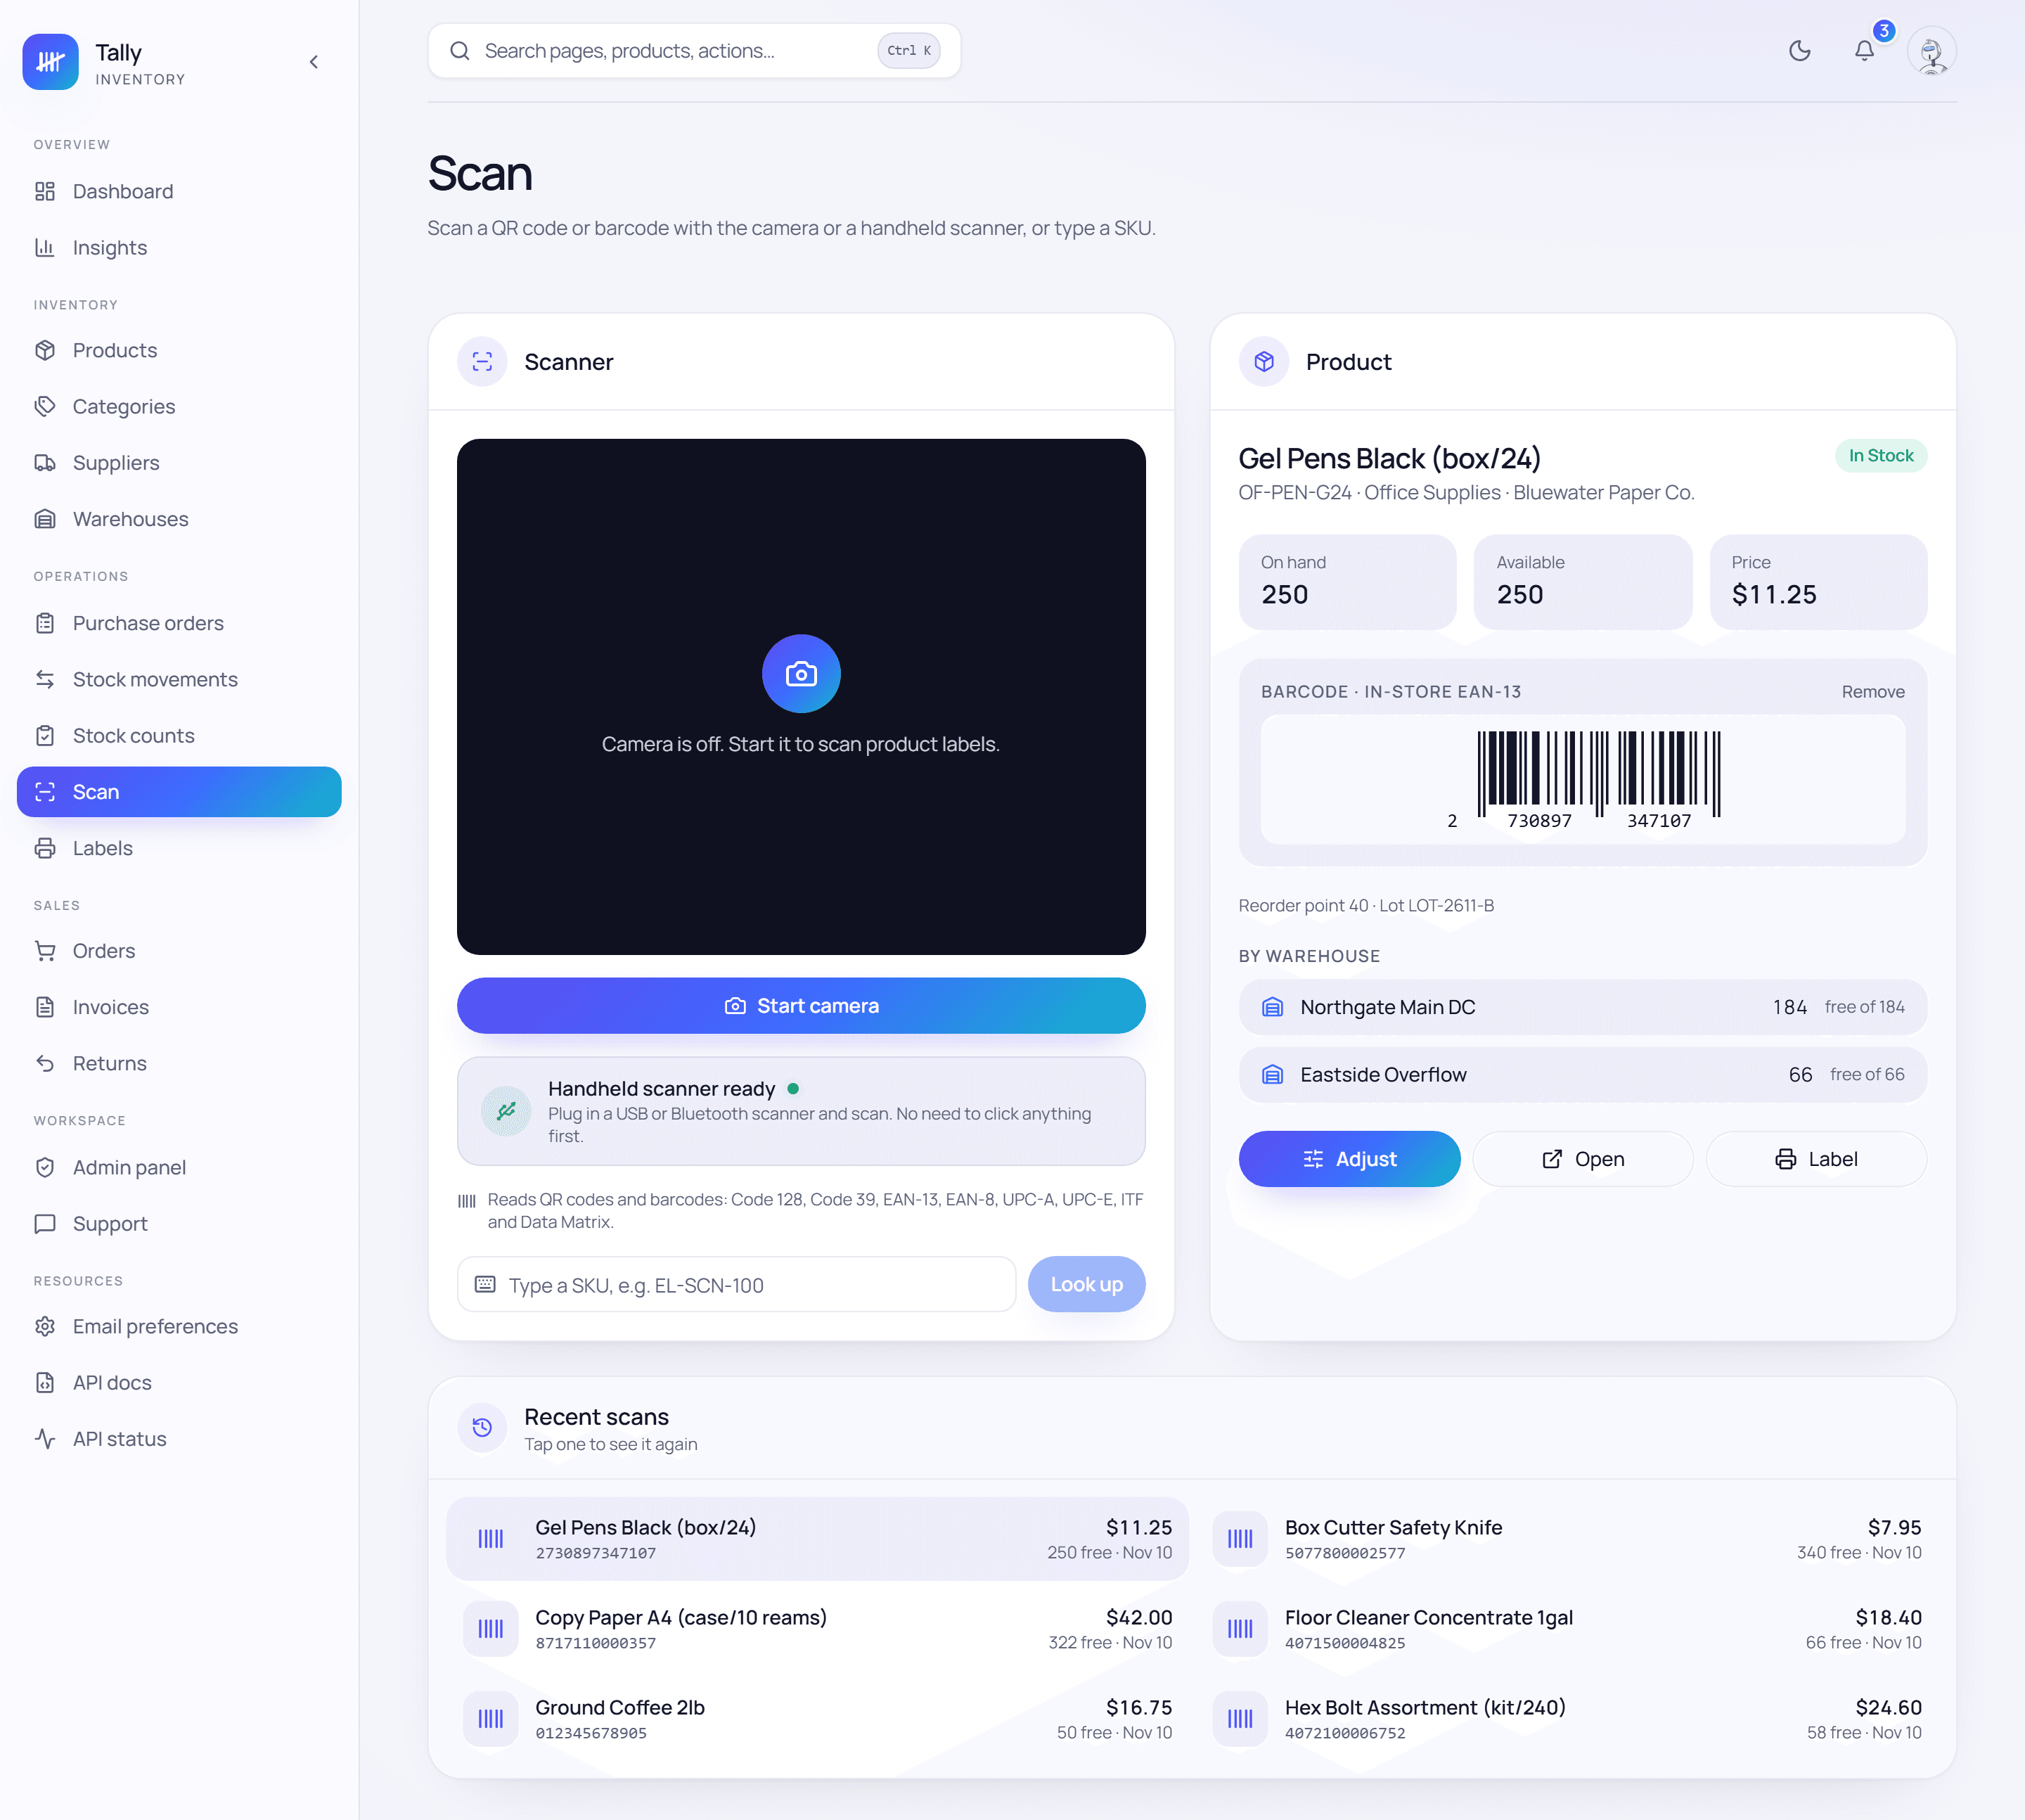 Tally
INVENTORY
OVERVIEW
Dashboard
Insights
INVENTORY
Products
Categories
Suppliers
Warehouses
OPERATIONS
Purchase orders
Stock movements
Stock counts
Scan
Labels
SALES
Orders
Invoices
Returns
WORKSPACE
Admin panel
Support
RESOURCES
Email preferences
API docs
API status
Search pages, products, actions...
Ctrl K
3
Scan
Scan a QR code or barcode with the camera or a handheld scanner, or type a SKU.
Scanner
Camera is off. Start it to scan product labels.
Start camera
Handheld scanner ready
Plug in a USB or Bluetooth scanner and scan. No need to click anything
first.
Reads QR codes and barcodes: Code 128, Code 39, EAN-13, EAN-8, UPC-A, UPC-E, ITF
and Data Matrix.
Type a SKU, e.g. EL-SCN-100
Look up
Product
Gel Pens Black (box/24)
In Stock
OF-PEN-G24 · Office Supplies · Bluewater Paper Co.
On hand
250
Available
250
Price
$11.25
BARCODE · IN-STORE EAN-13
Remove
2 730897 347107
Reorder point 40 · Lot LOT-2611-B
BY WAREHOUSE
Northgate Main DC
184 free of 184
Eastside Overflow
66 free of 66
Adjust
Open
Label
Recent scans
Tap one to see it again
Gel Pens Black (box/24)
2730897347107
$11.25
250 free · Nov 10
Box Cutter Safety Knife
5077800002577
$7.95
340 free · Nov 10
Copy Paper A4 (case/10 reams)
8717110000357
$42.00
322 free · Nov 10
Floor Cleaner Concentrate 1gal
4071500004825
$18.40
66 free · Nov 10
Ground Coffee 2lb
012345678905
$16.75
50 free · Nov 10
Hex Bolt Assortment (kit/240)
4072100006752
$24.60
58 free · Nov 10